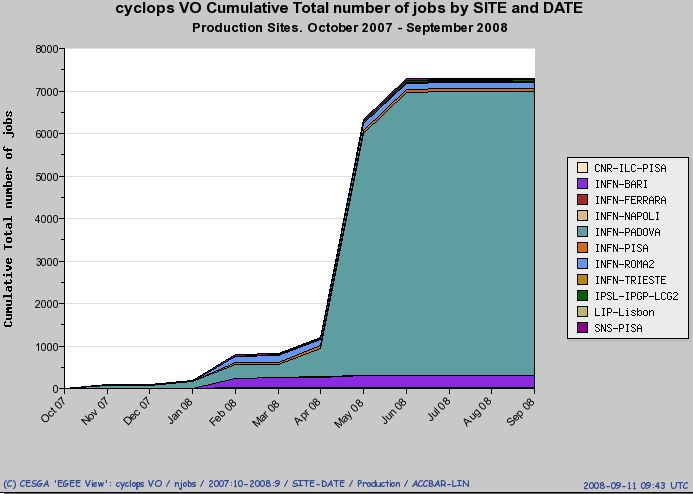 cyclops VO Cumulative Total number of jobs by SITE and DATE
Production Sites. October 2007 - September 2008
Cumulative Total number of jobs
8000
7000
6000
5000
4000
3000
2000
1000
0
Oct 07
Nov 07
Dec 07
Jan 08
Feb 08
Mar 08
Apr 08
May 08
Jun 08
Jul 08
Aug 08
Sep 08
CNR-ILC-PISA
INFN-BARI
INFN-FERRARA
INFN-NAPOLI
INFN-PADOVA
INFN-PISA
INFN-ROMA2
INFN-TRIESTE
IPSL-IPGP-LCG2
LIP-Lisbon
SNS-PISA
(C) CESGA 'EGEE View': cyclops VO / njobs / 2007:10-2008:9 / SITE-DATE / Production / ACCBAR-LIN
2008-09-11 09:43 UTC